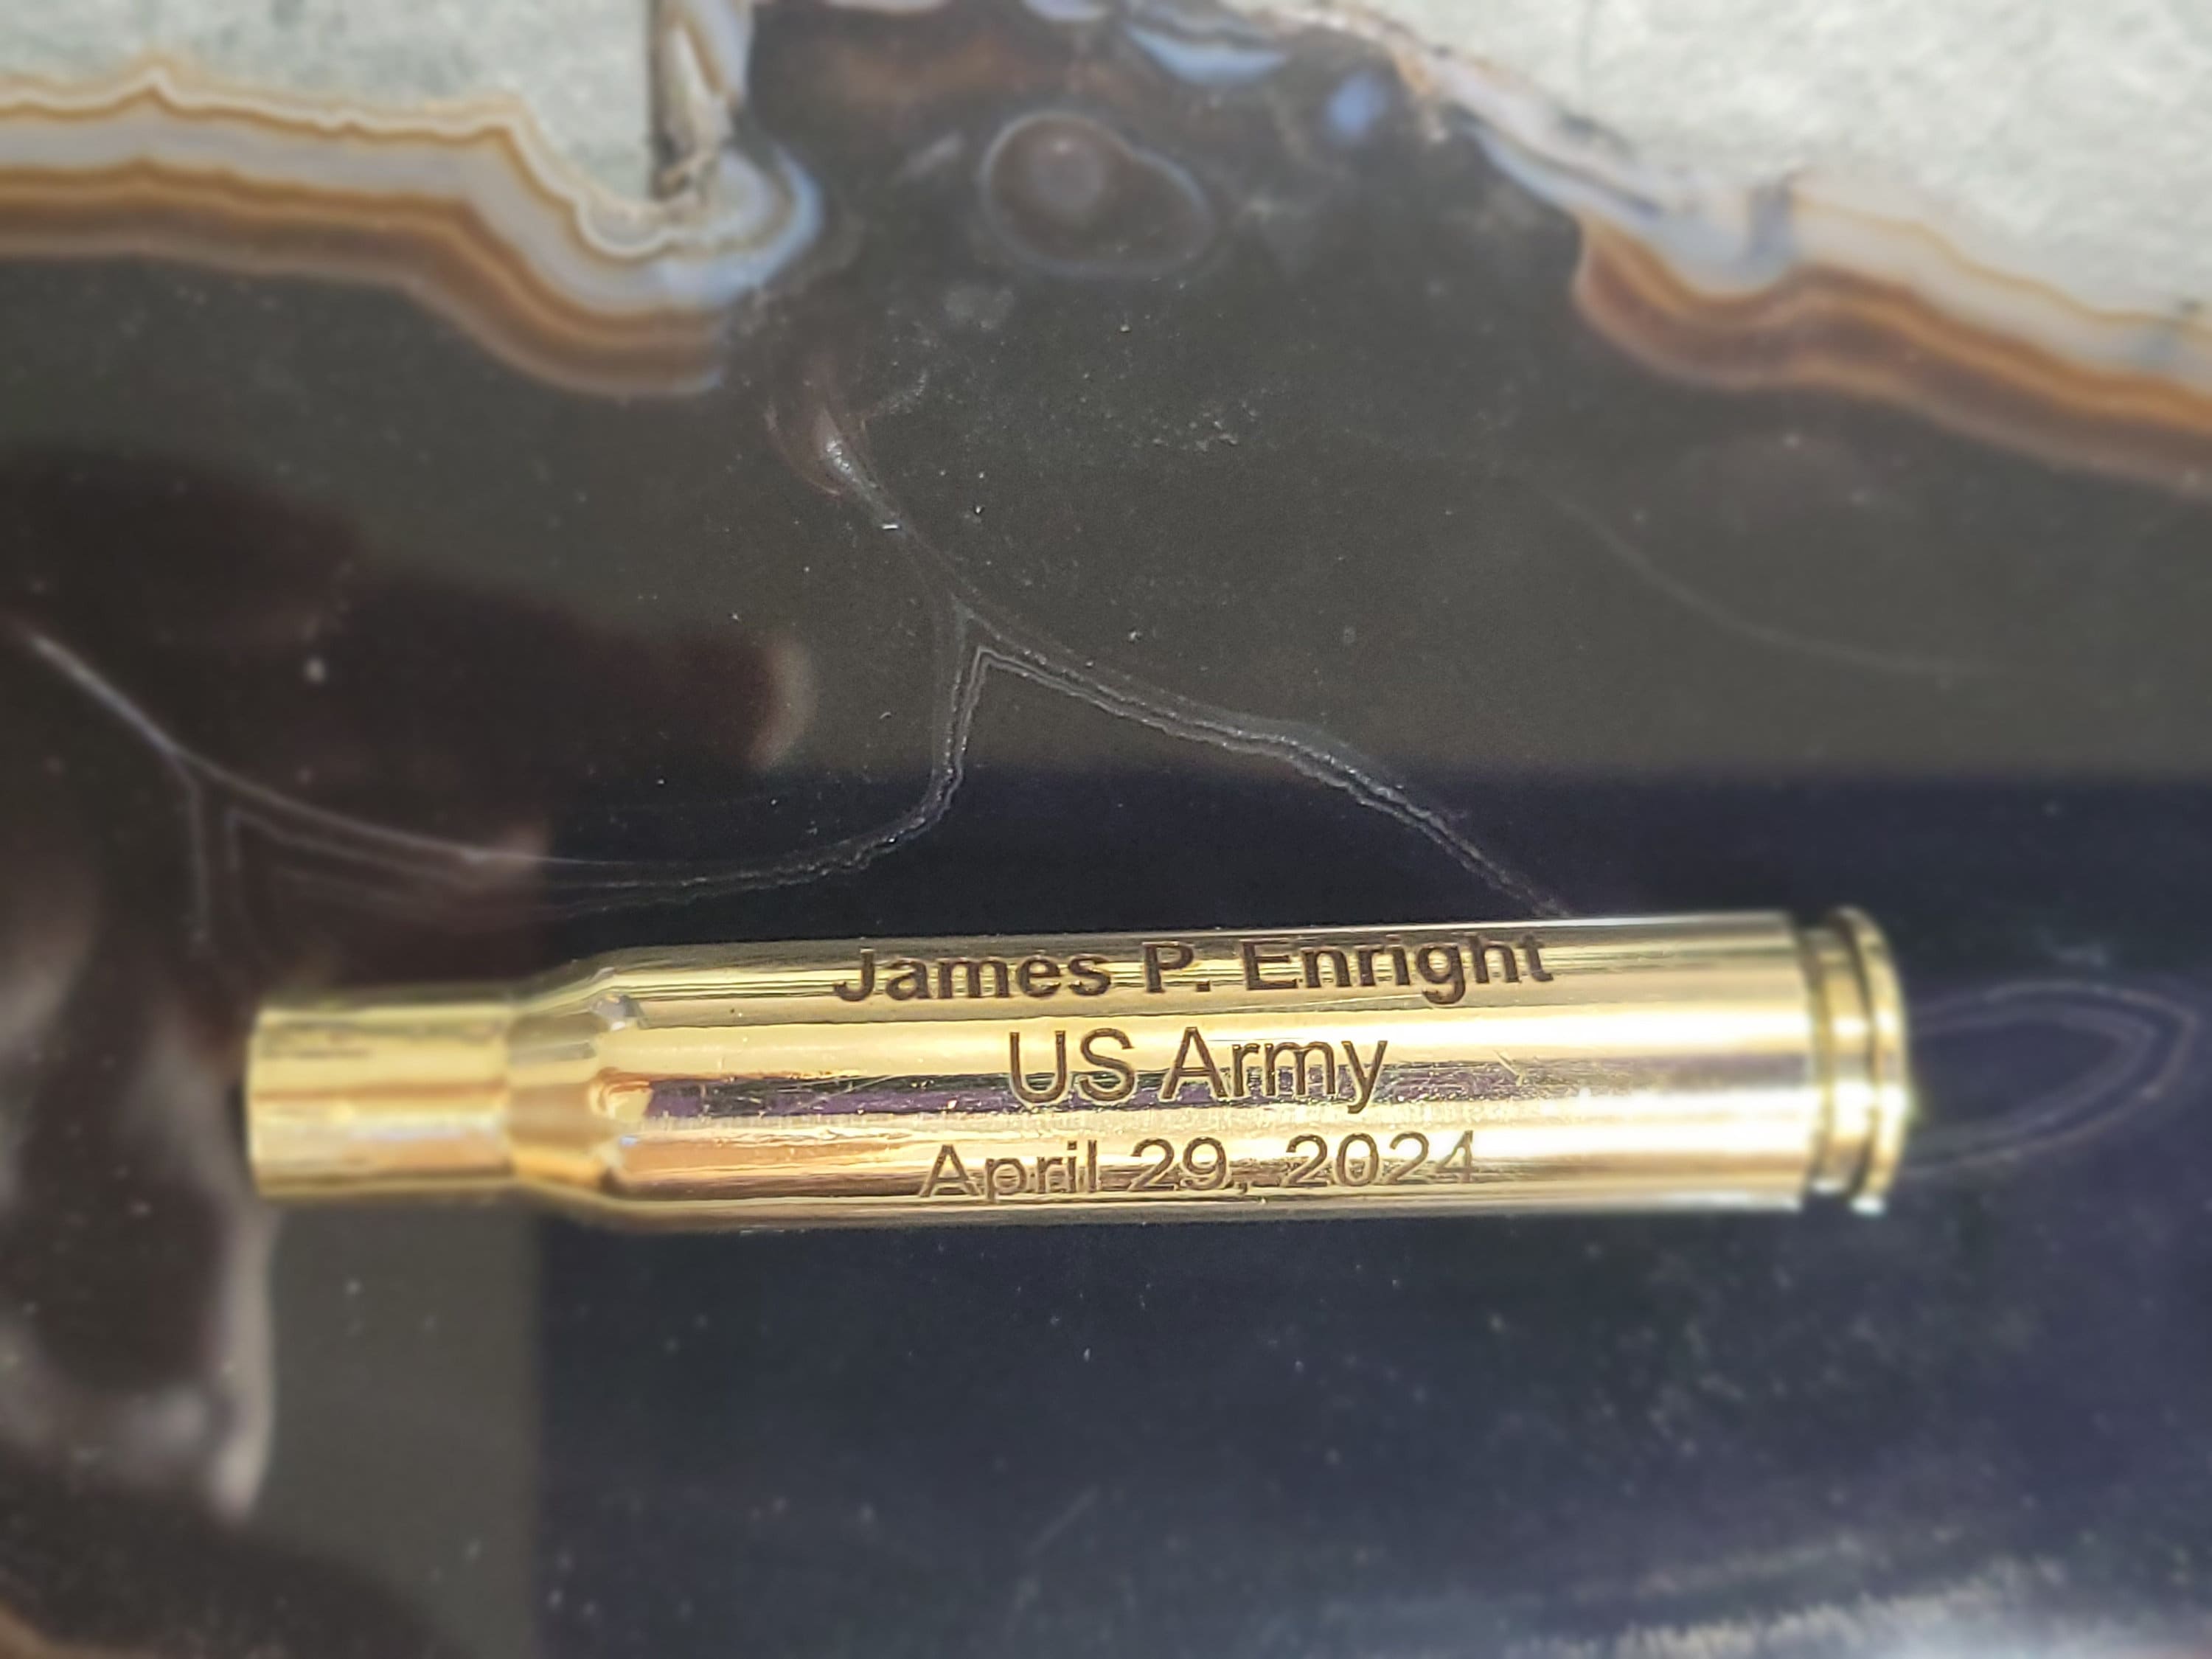 James P. Enright
US Army
April 29, 2024